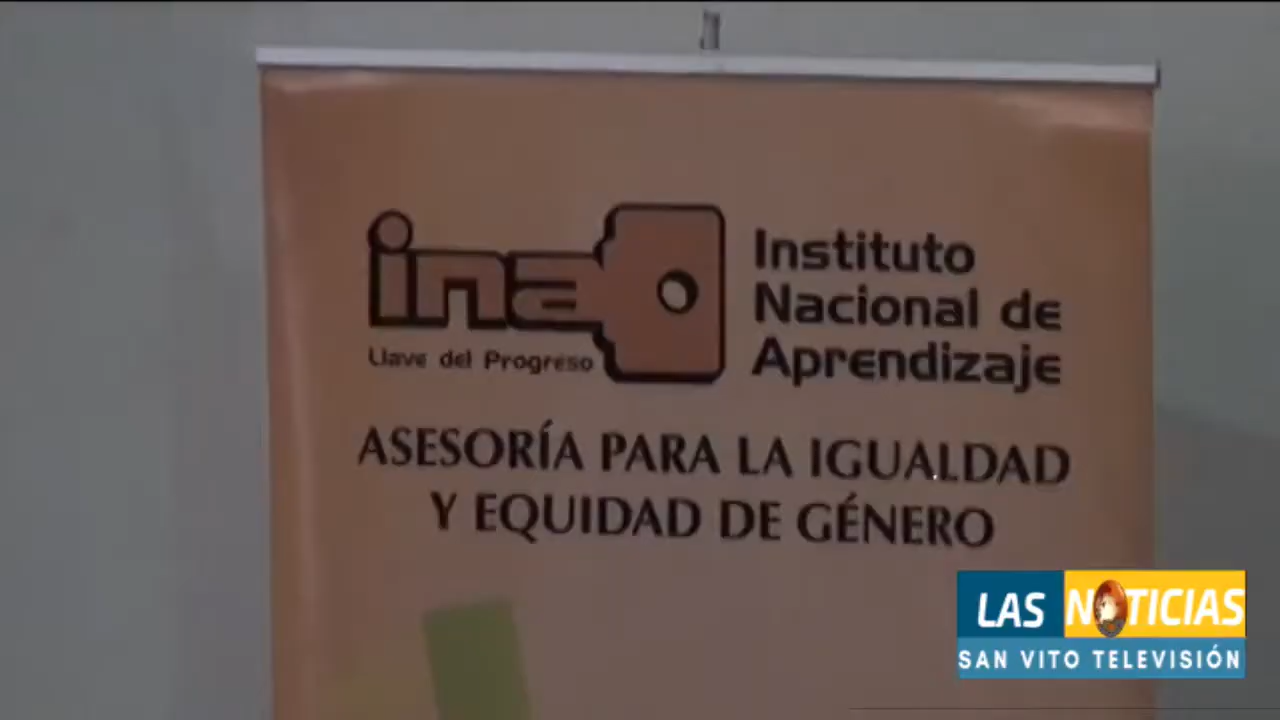 ina
Llave del Progreso
Instituto
Nacional de
Aprendizaje
ASESORÍA PARA LA IGUALDAD
Y EQUIDAD DE GÉNERO
LAS NOTICIAS
SAN VITO TELEVISIÓN